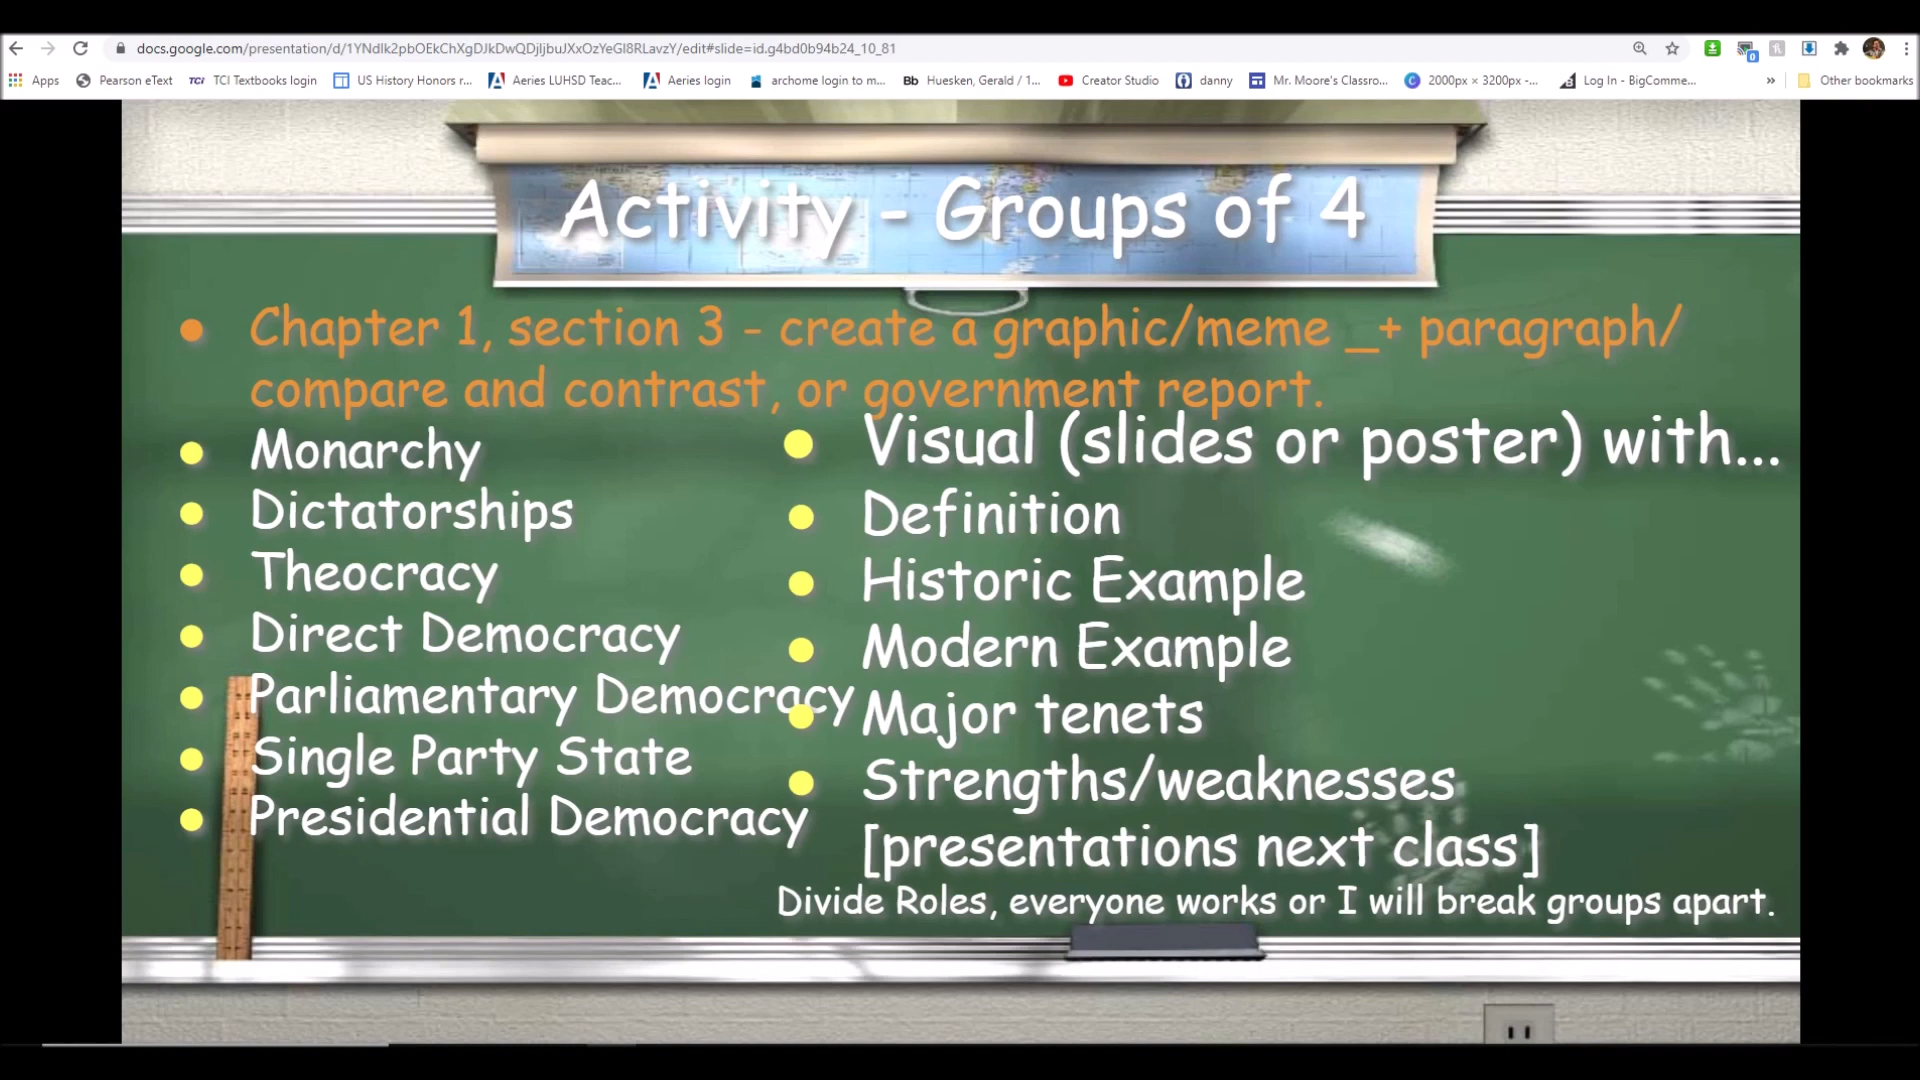 docs.google.com/presentation/d/1YNdlk2pbOEkChXgDJkDwQDjIjbuJXxOzYeGl8RLavzY/edit#slide=id.g4bd0b94b24_10_81
Apps
Pearson eText
TCI TCI Textbooks login
US History Honors r...
Aeries LUHSD Teac...
Aeries login
archome login to m...
Bb Huesken, Gerald / 1...
Creator Studio
danny
Mr. Moore's Classro...
2000px × 3200px -...
Log In - BigComme...
»
Other bookmarks
Activity - Groups of 4
Chapter 1, section 3 - create a graphic/meme _+ paragraph/
compare and contrast, or government report.
Monarchy
Dictatorships
Theocracy
Direct Democracy
Parliamentary Democracy
Single Party State
Presidential Democracy
Visual (slides or poster) with...
Definition
Historic Example
Modern Example
Major tenets
Strengths/weaknesses
[presentations next class]
Divide Roles, everyone works or I will break groups apart.